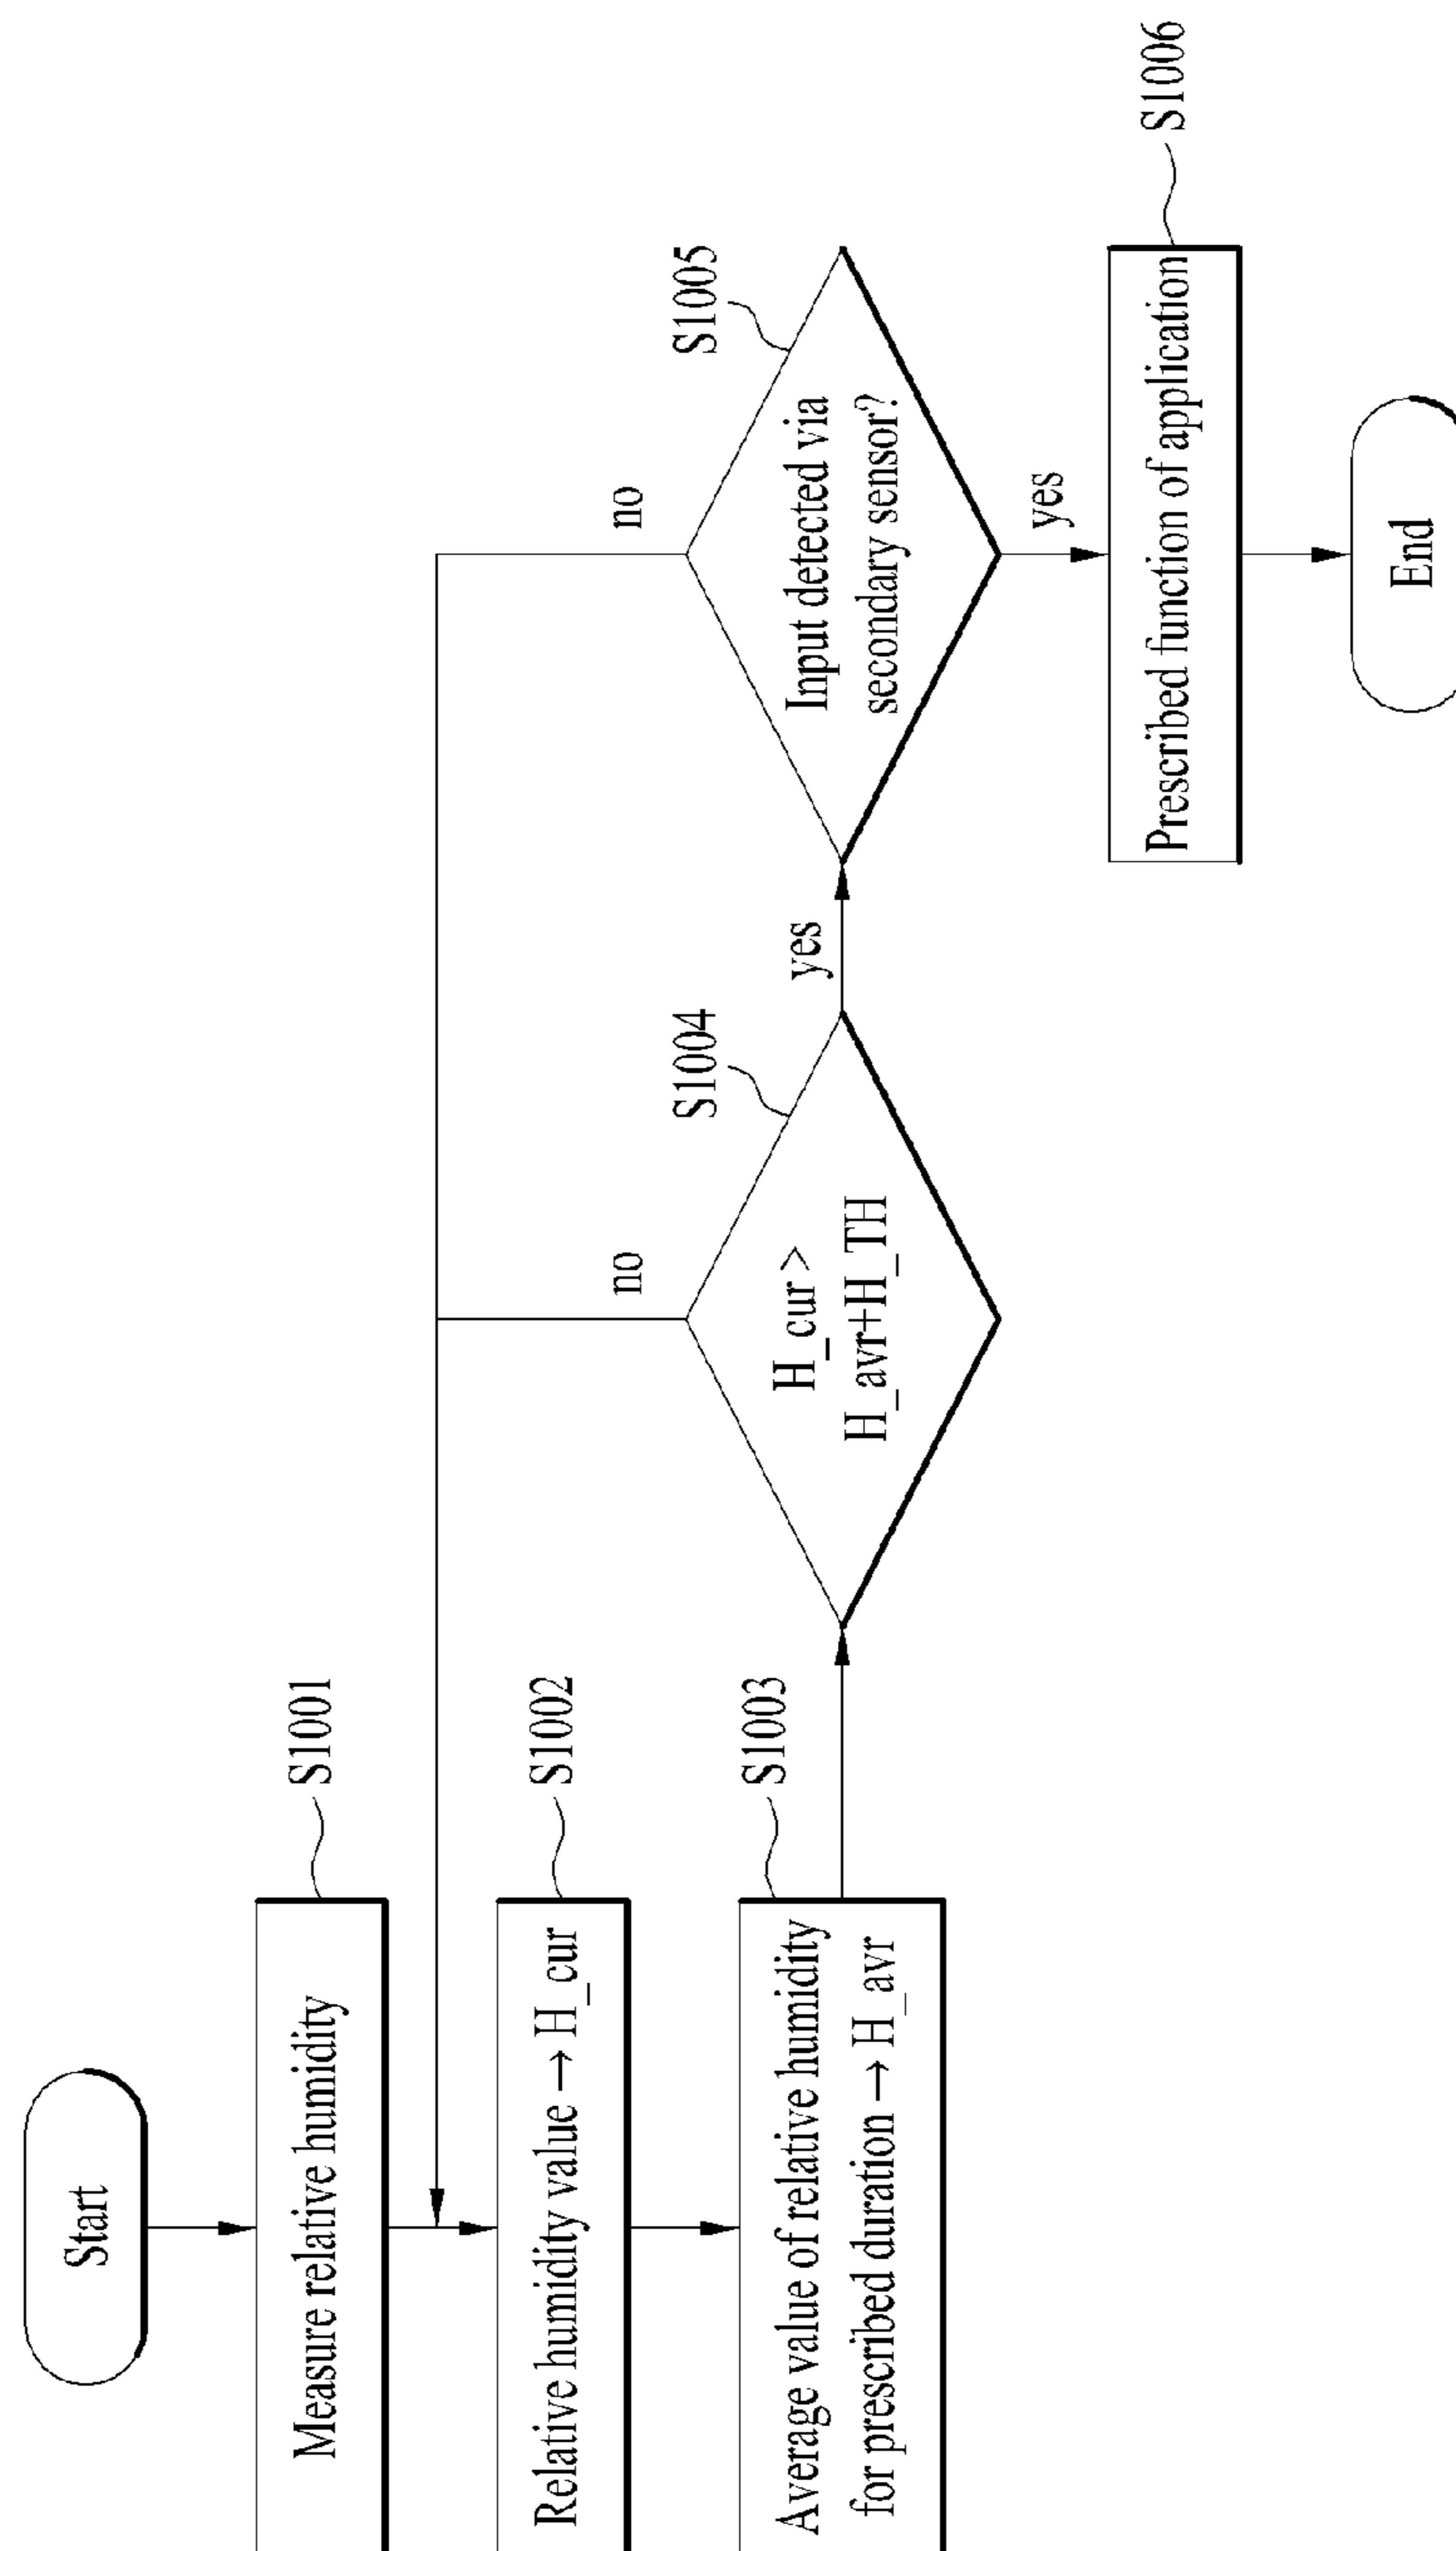 Start
Measure relative humidity
S1001
Relative humidity value → H_cur
S1002
Average value of relative humidity
for prescribed duration → H_avr
S1003
H_cur >
H_avr+H_TH
S1004
no
yes
Input detected via
secondary sensor?
S1005
no
yes
Prescribed function of application
S1006
End